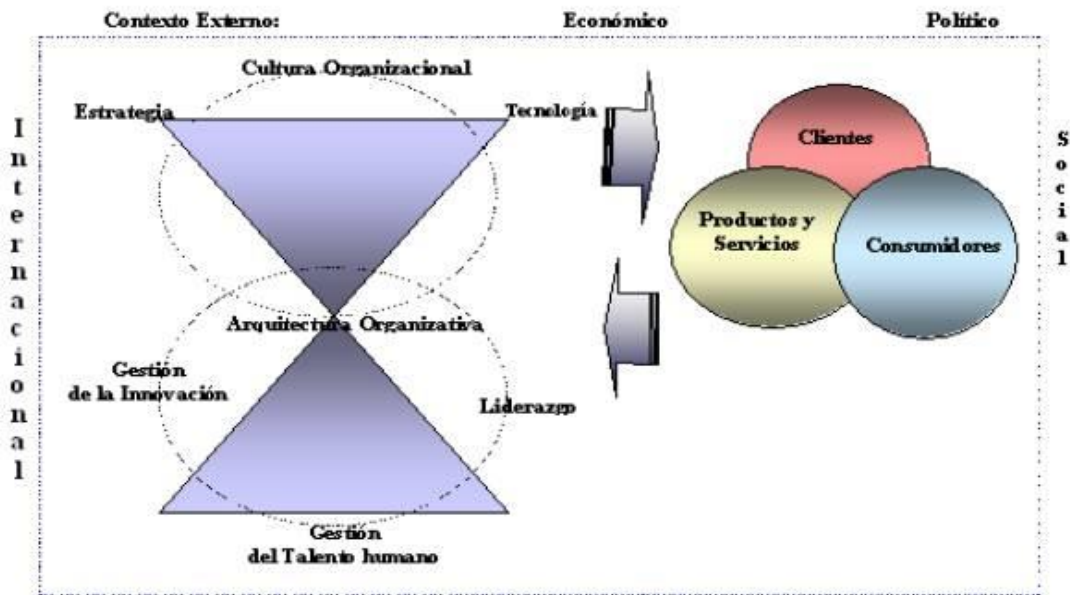 Contexto Externo:
Económico
Político
Internacional
Cultura Organizacional
Estrategia
Tecnología
Arquitectura Organizativa
Gestión
de la Innovación
Liderazgo
Gestión
del Talento humano
Clientes
Productos y
Servicios
Consumidores
Social